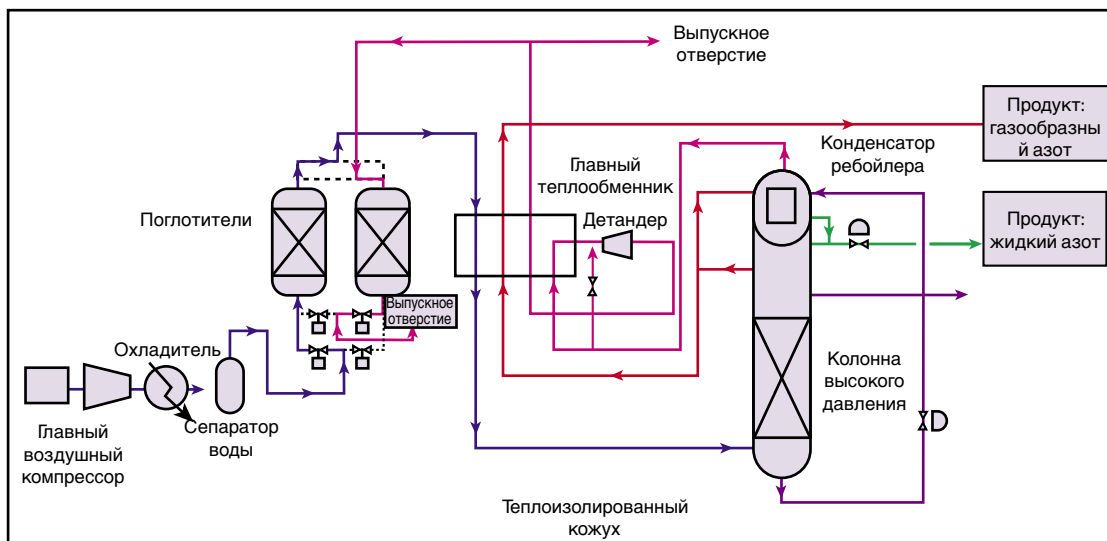 Выпускное
отверстие
Продукт:
газообразны
й азот
Конденсатор
ребойлера
Главный
теплообменник
Детандер
Поглотители
Продукт:
жидкий азот
Выпускное
отверстие
Охладитель
Колонна
высокого
давления
Сепаратор
воды
Главный
воздушный
компрессор
Теплоизолированный
кожух